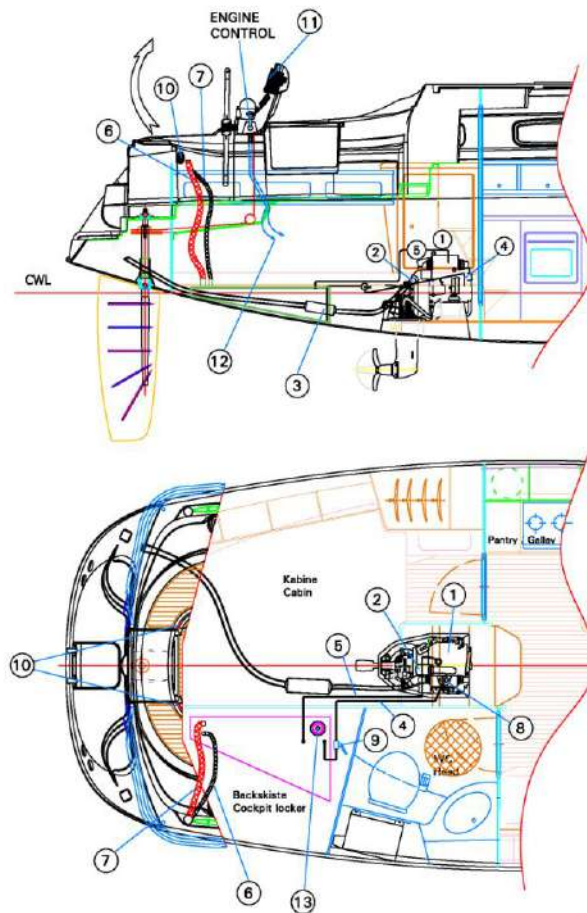 ENGINE
CONTROL
11
7
10
6
1
5
2
4
CWL
12
3
Pantry, Galley
Kabine
Cabin
2
1
10
5
4
8
9
WC
Head
Backskiste
Cockpit locker
7
6
13